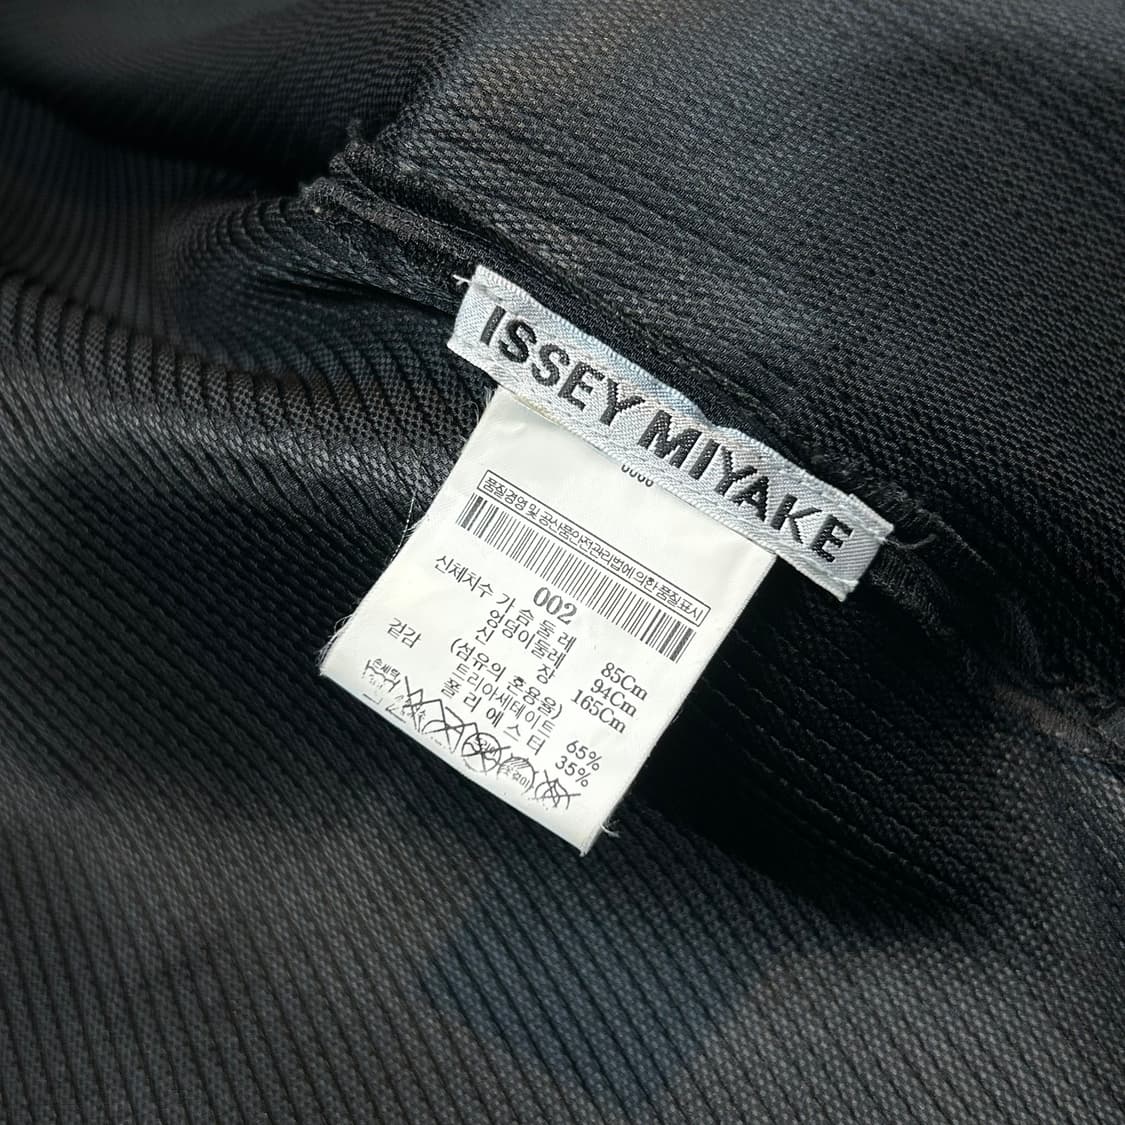 ISSEY MIYAKE
품질경영 및 공산품안전관리법에 의한 품질표시
002
신체치수 가슴둘레 85Cm
엉덩이둘레 94Cm
신장 165Cm
겉감 (섬유의 혼용율)
트리아세테이트 65%
폴리에스터 35%
손세탁